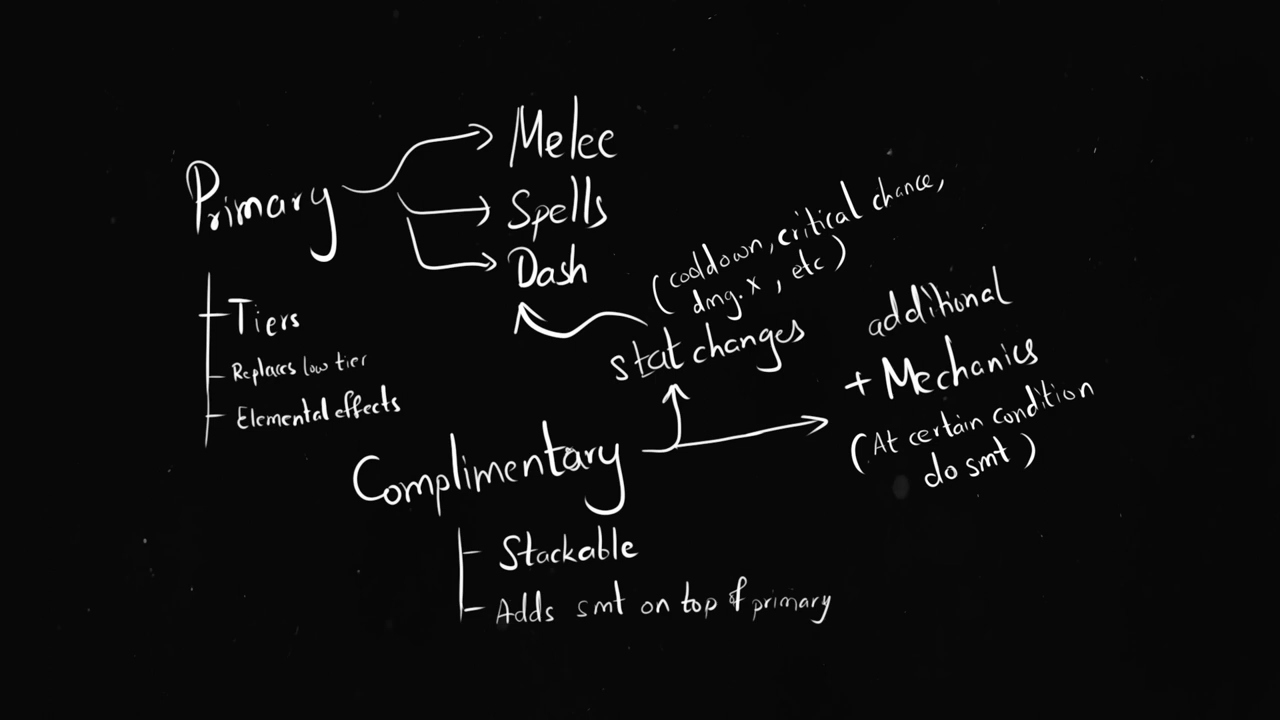 Primary
Melee
Spells
Dash
Tiers
Replaces low tier
Elemental effects
(cooldown, critical chance,
dmg. x, etc)
stat changes
additional
+ Mechanics
(At certain condition
do smt)
Complimentary
Stackable
Adds smt on top of primary